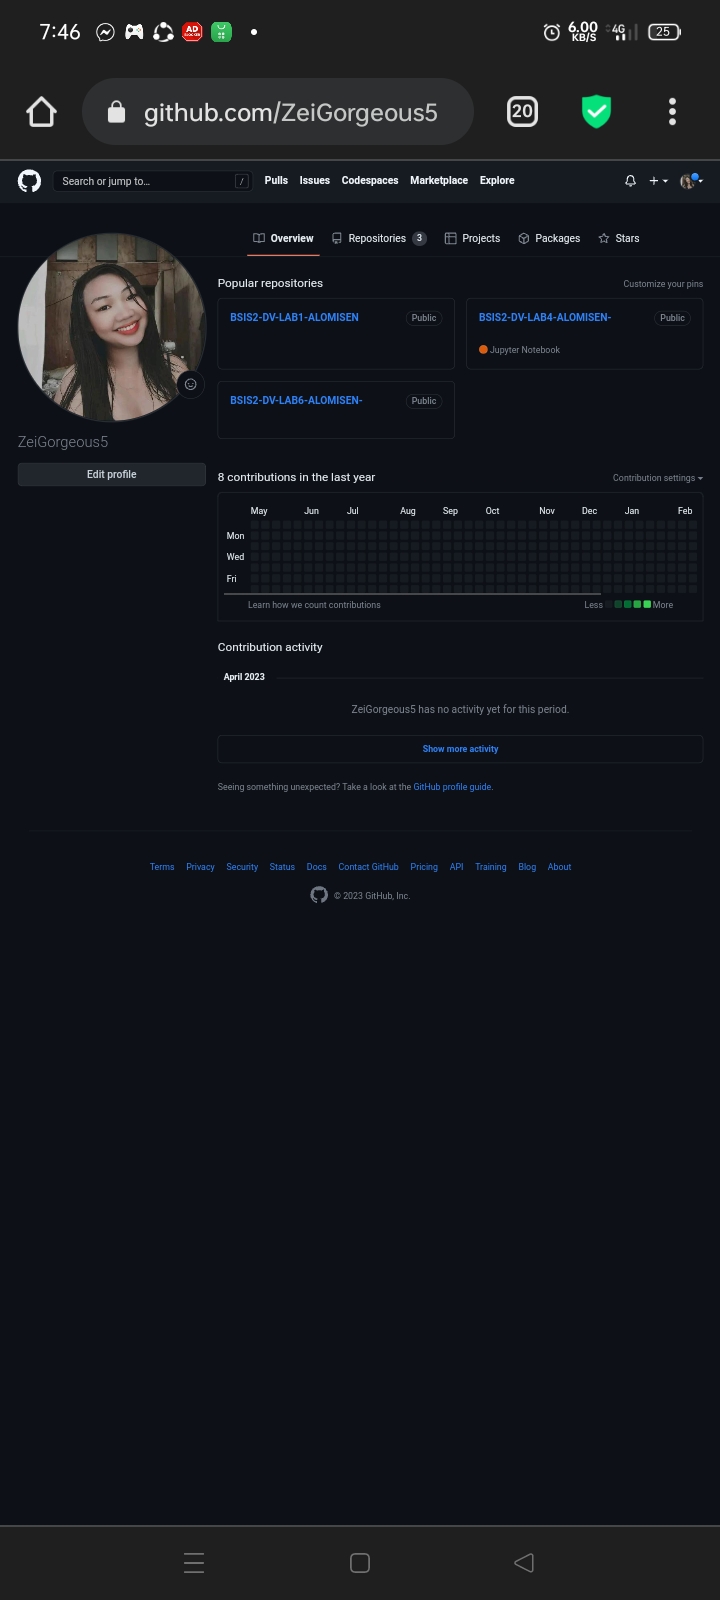 7:46 AD BLOCKER 6.00 KB/S 4G 25
github.com/ZeiGorgeous5 20
Search or jump to... / Pulls Issues Codespaces Marketplace Explore +
Overview Repositories 3 Projects Packages Stars
Popular repositories Customize your pins
BSIS2-DV-LAB1-ALOMISEN Public
BSIS2-DV-LAB4-ALOMISEN- Public
Jupyter Notebook
BSIS2-DV-LAB6-ALOMISEN- Public
ZeiGorgeous5
Edit profile
8 contributions in the last year Contribution settings
May Jun Jul Aug Sep Oct Nov Dec Jan Feb
Mon
Wed
Fri
Learn how we count contributions Less More
Contribution activity
April 2023
ZeiGorgeous5 has no activity yet for this period.
Show more activity
Seeing something unexpected? Take a look at the GitHub profile guide.
Terms Privacy Security Status Docs Contact GitHub Pricing API Training Blog About
© 2023 GitHub, Inc.